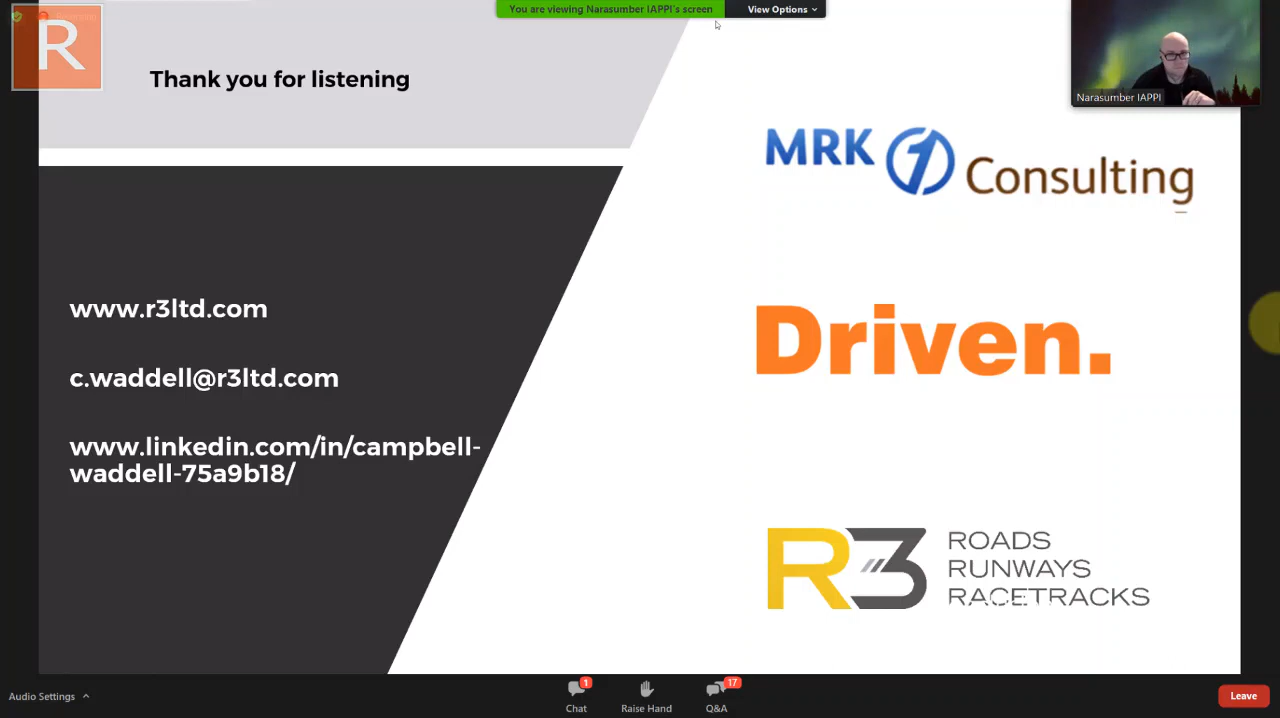 You are viewing Narasumber IAPPI's screen
View Options
R
Thank you for listening
Narasumber IAPPI
MRK 1 Consulting
www.r3ltd.com
c.waddell@r3ltd.com
www.linkedin.com/in/campbell-
waddell-75a9b18/
Driven.
R3
ROADS
RUNWAYS
RACETRACKS
Audio Settings
1
Chat
Raise Hand
17
Q&A
Leave